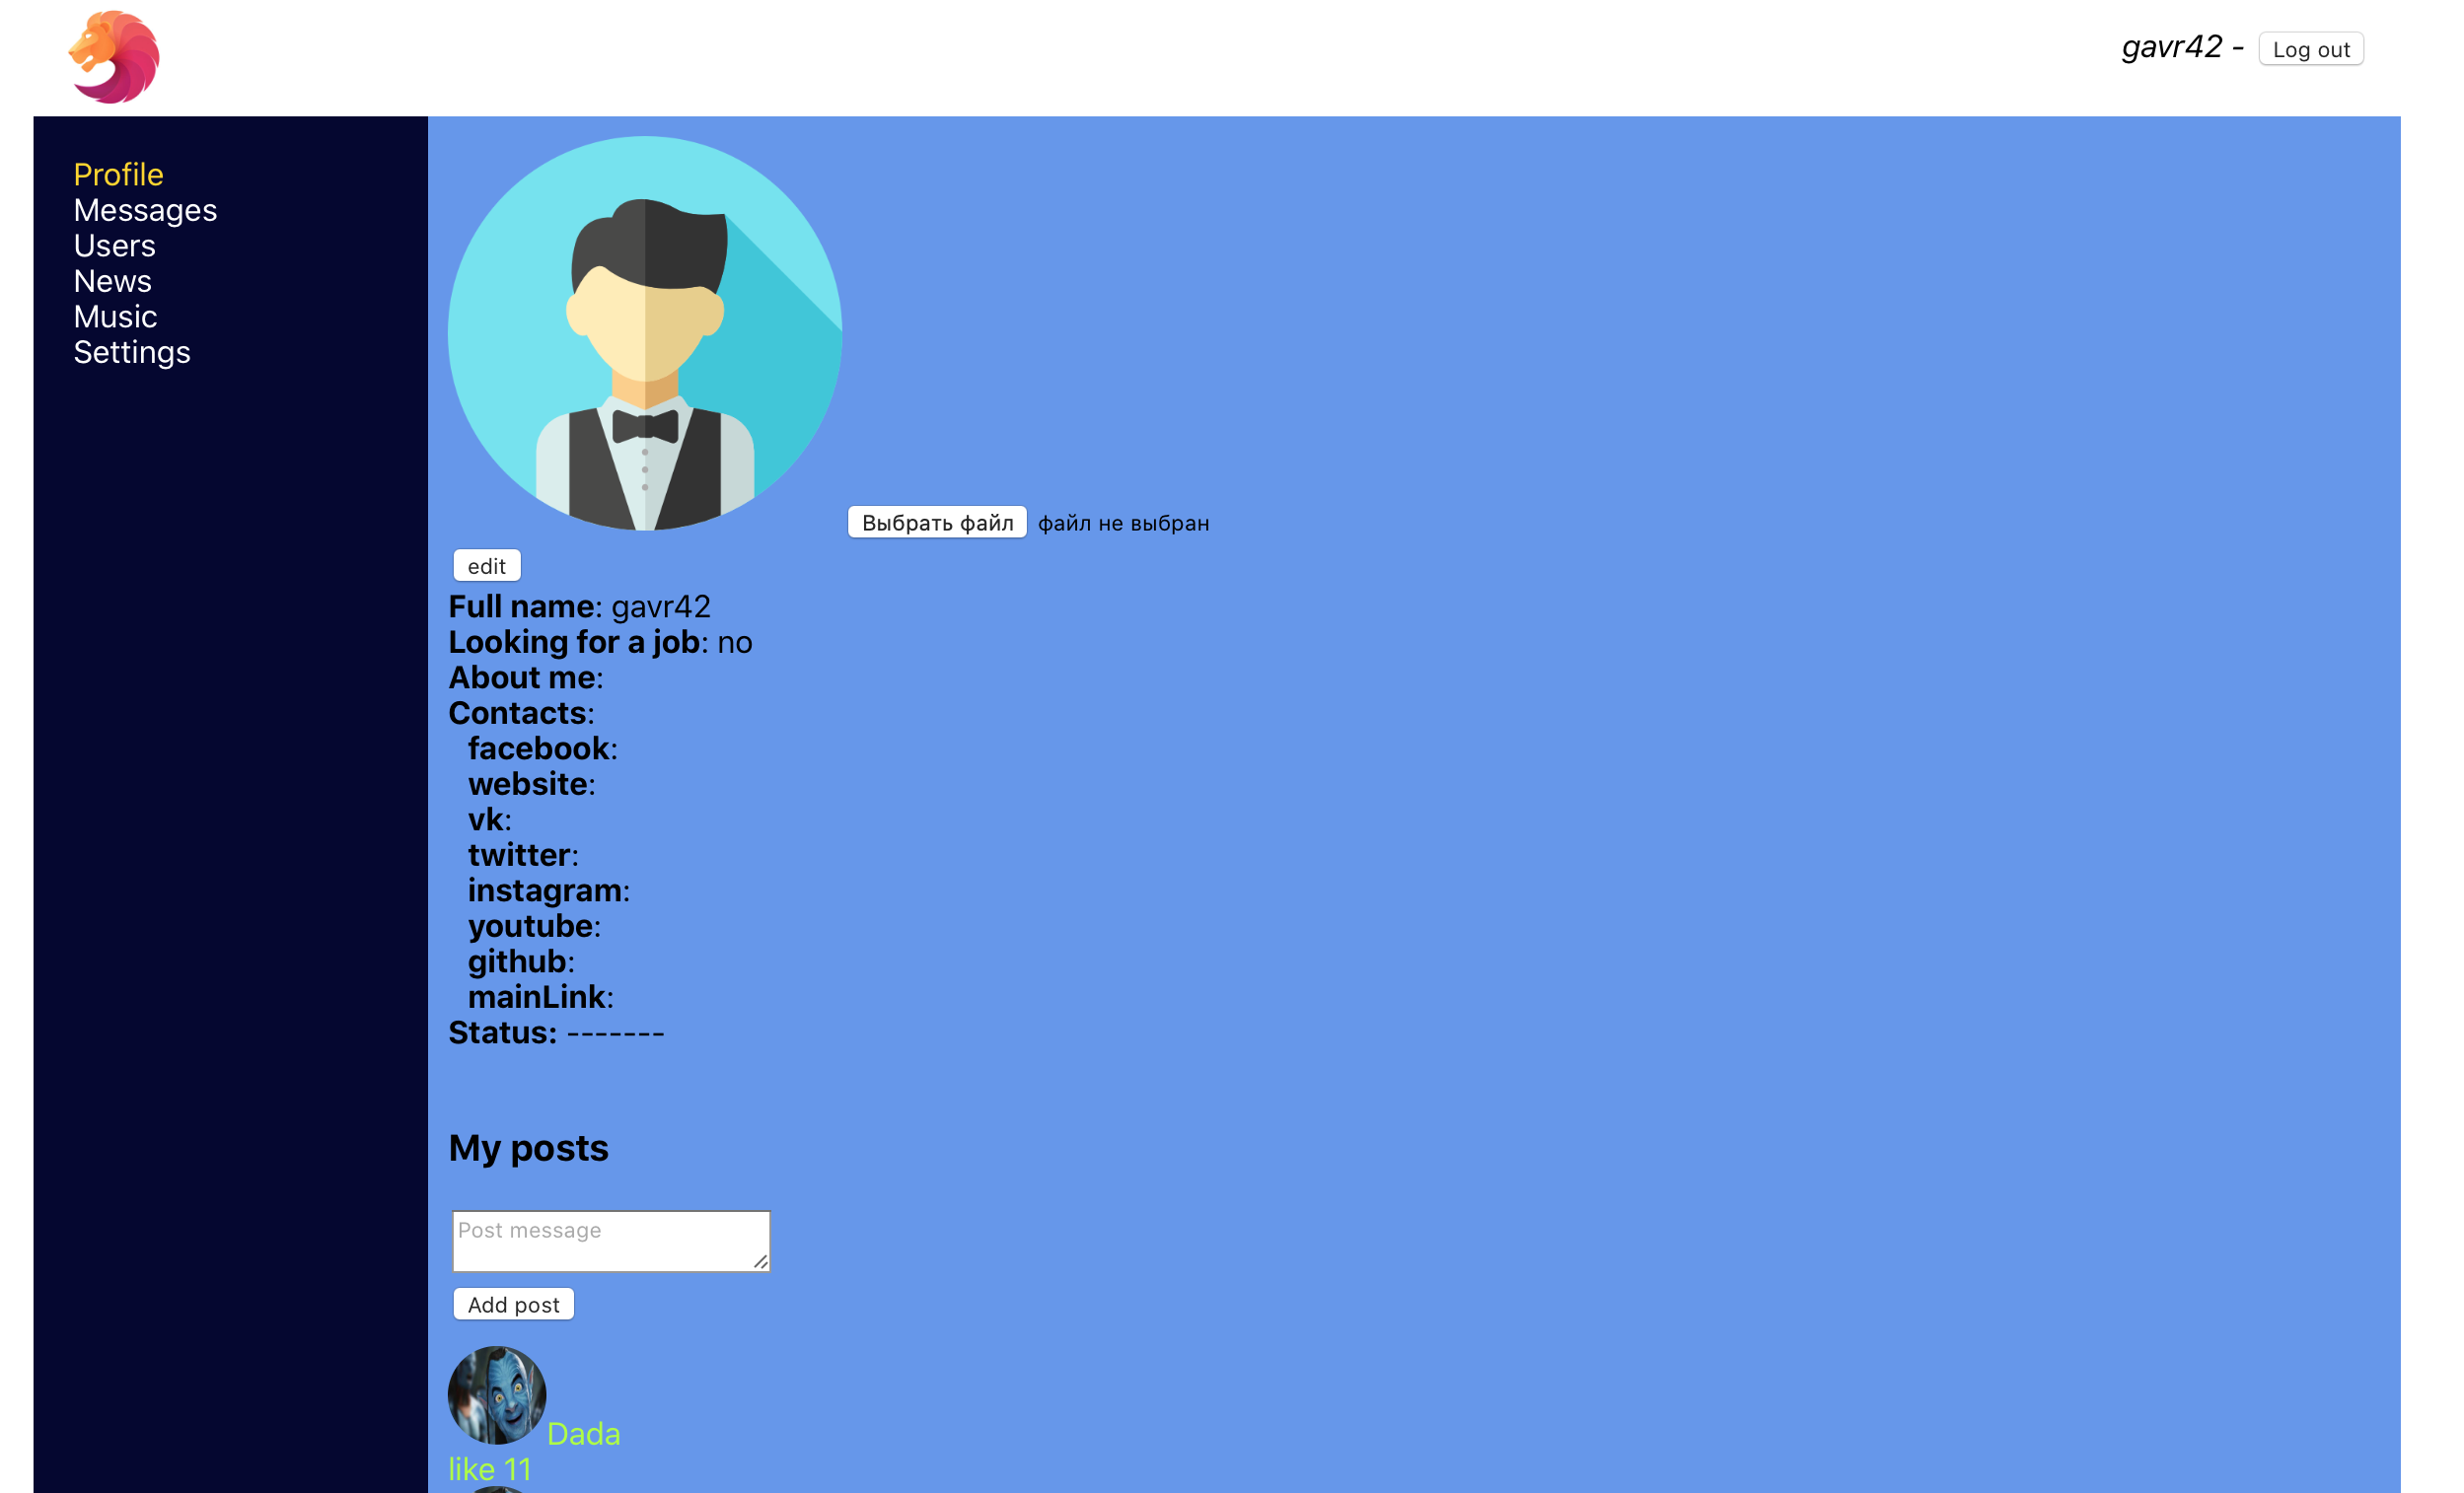 gavr42 - Log out
Profile
Messages
Users
News
Music
Settings
Выбрать файл файл не выбран
edit
Full name: gavr42
Looking for a job: no
About me:
Contacts:
facebook:
website:
vk:
twitter:
instagram:
youtube:
github:
mainLink:
Status: -------
My posts
Post message
Add post
Dada
like 11